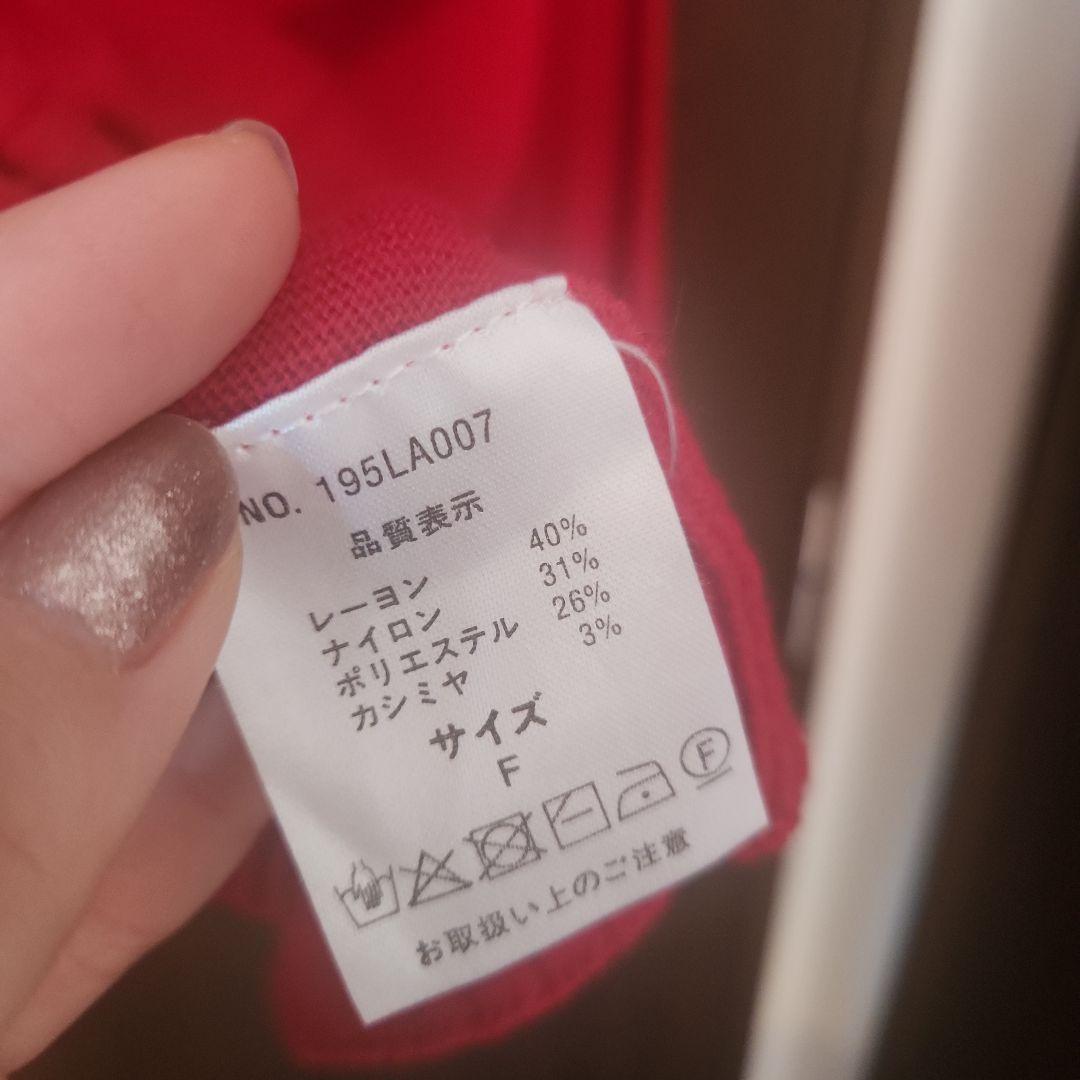 NO. 195LA007
品質表示
レーヨン 40%
ナイロン 31%
ポリエステル 26%
カシミヤ 3%
サイズ
F
F
お取扱い上のご注意